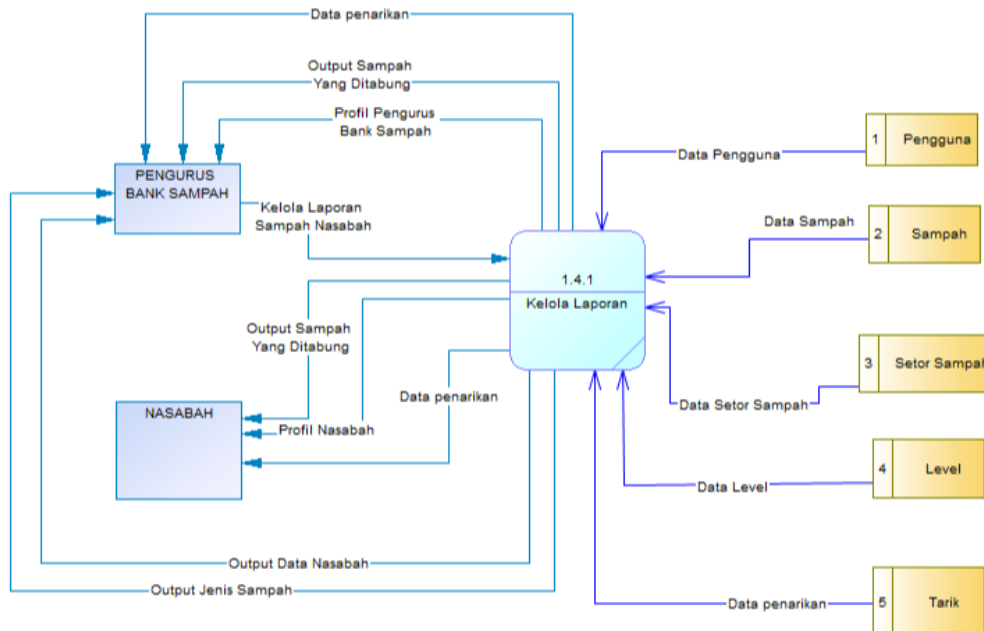 Data penarikan
Output Sampah
Yang Ditabung
Profil Pengurus
Bank Sampah
PENGURUS
BANK SAMPAH
Kelola Laporan
Sampah Nasabah
1.4.1
Kelola Laporan
Data Pengguna
1 Pengguna
Data Sampah
2 Sampah
Output Sampah
Yang Ditabung
3 Setor Sampah
Data Setor Sampah
Data penarikan
NASABAH
Profil Nasabah
4 Level
Data Level
Output Data Nasabah
Output Jenis Sampah
Data penarikan
5 Tarik